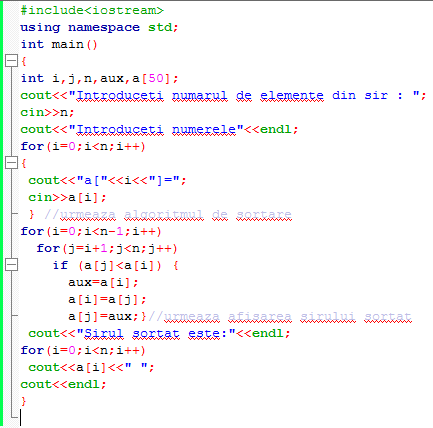 #include<iostream>
using namespace std;
int main()
{
int i,j,n,aux,a[50];
cout<<"Introduceti numarul de elemente din sir : ";
cin>>n;
cout<<"Introduceti numerele"<<endl;
for(i=0;i<n;i++)
{
cout<<"a["<<i<<"]=";
cin>>a[i];
} //urmeaza algoritmul de sortare
for(i=0;i<n-1;i++)
for(j=i+1;j<n;j++)
if (a[j]<a[i]) {
aux=a[i];
a[i]=a[j];
a[j]=aux;}//urmeaza afisarea sirului sortat
cout<<"Sirul sortat este:"<<endl;
for(i=0;i<n;i++)
cout<<a[i]<<" ";
cout<<endl;
}